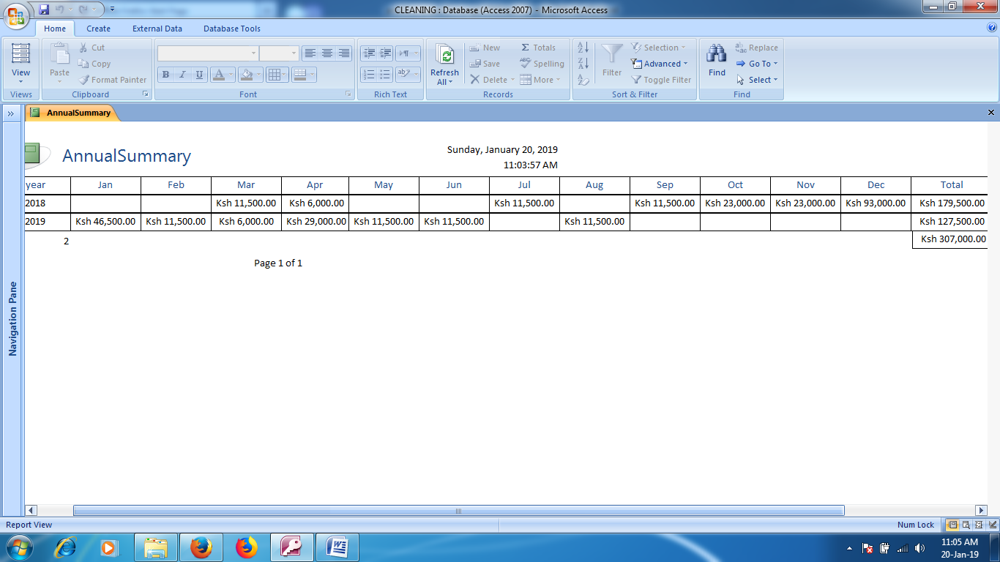 CLEANING : Database (Access 2007) - Microsoft Access
Home Create External Data Database Tools
View
Views
Paste
Cut
Copy
Format Painter
Clipboard
B I U A
Font
Rich Text
Refresh All
New
Save
Delete
Σ Totals
Spelling
More
Records
Filter
Selection
Advanced
Toggle Filter
Sort & Filter
Find
Replace
Go To
Select
Find
» AnnualSummary
Navigation Pane
AnnualSummary
Sunday, January 20, 2019
11:03:57 AM
year Jan Feb Mar Apr May Jun Jul Aug Sep Oct Nov Dec Total
2018 Ksh 11,500.00 Ksh 6,000.00 Ksh 11,500.00 Ksh 11,500.00 Ksh 23,000.00 Ksh 23,000.00 Ksh 93,000.00 Ksh 179,500.00
2019 Ksh 46,500.00 Ksh 11,500.00 Ksh 6,000.00 Ksh 29,000.00 Ksh 11,500.00 Ksh 11,500.00 Ksh 11,500.00 Ksh 127,500.00
2 Ksh 307,000.00
Page 1 of 1
Report View Num Lock
11:05 AM
20-Jan-19